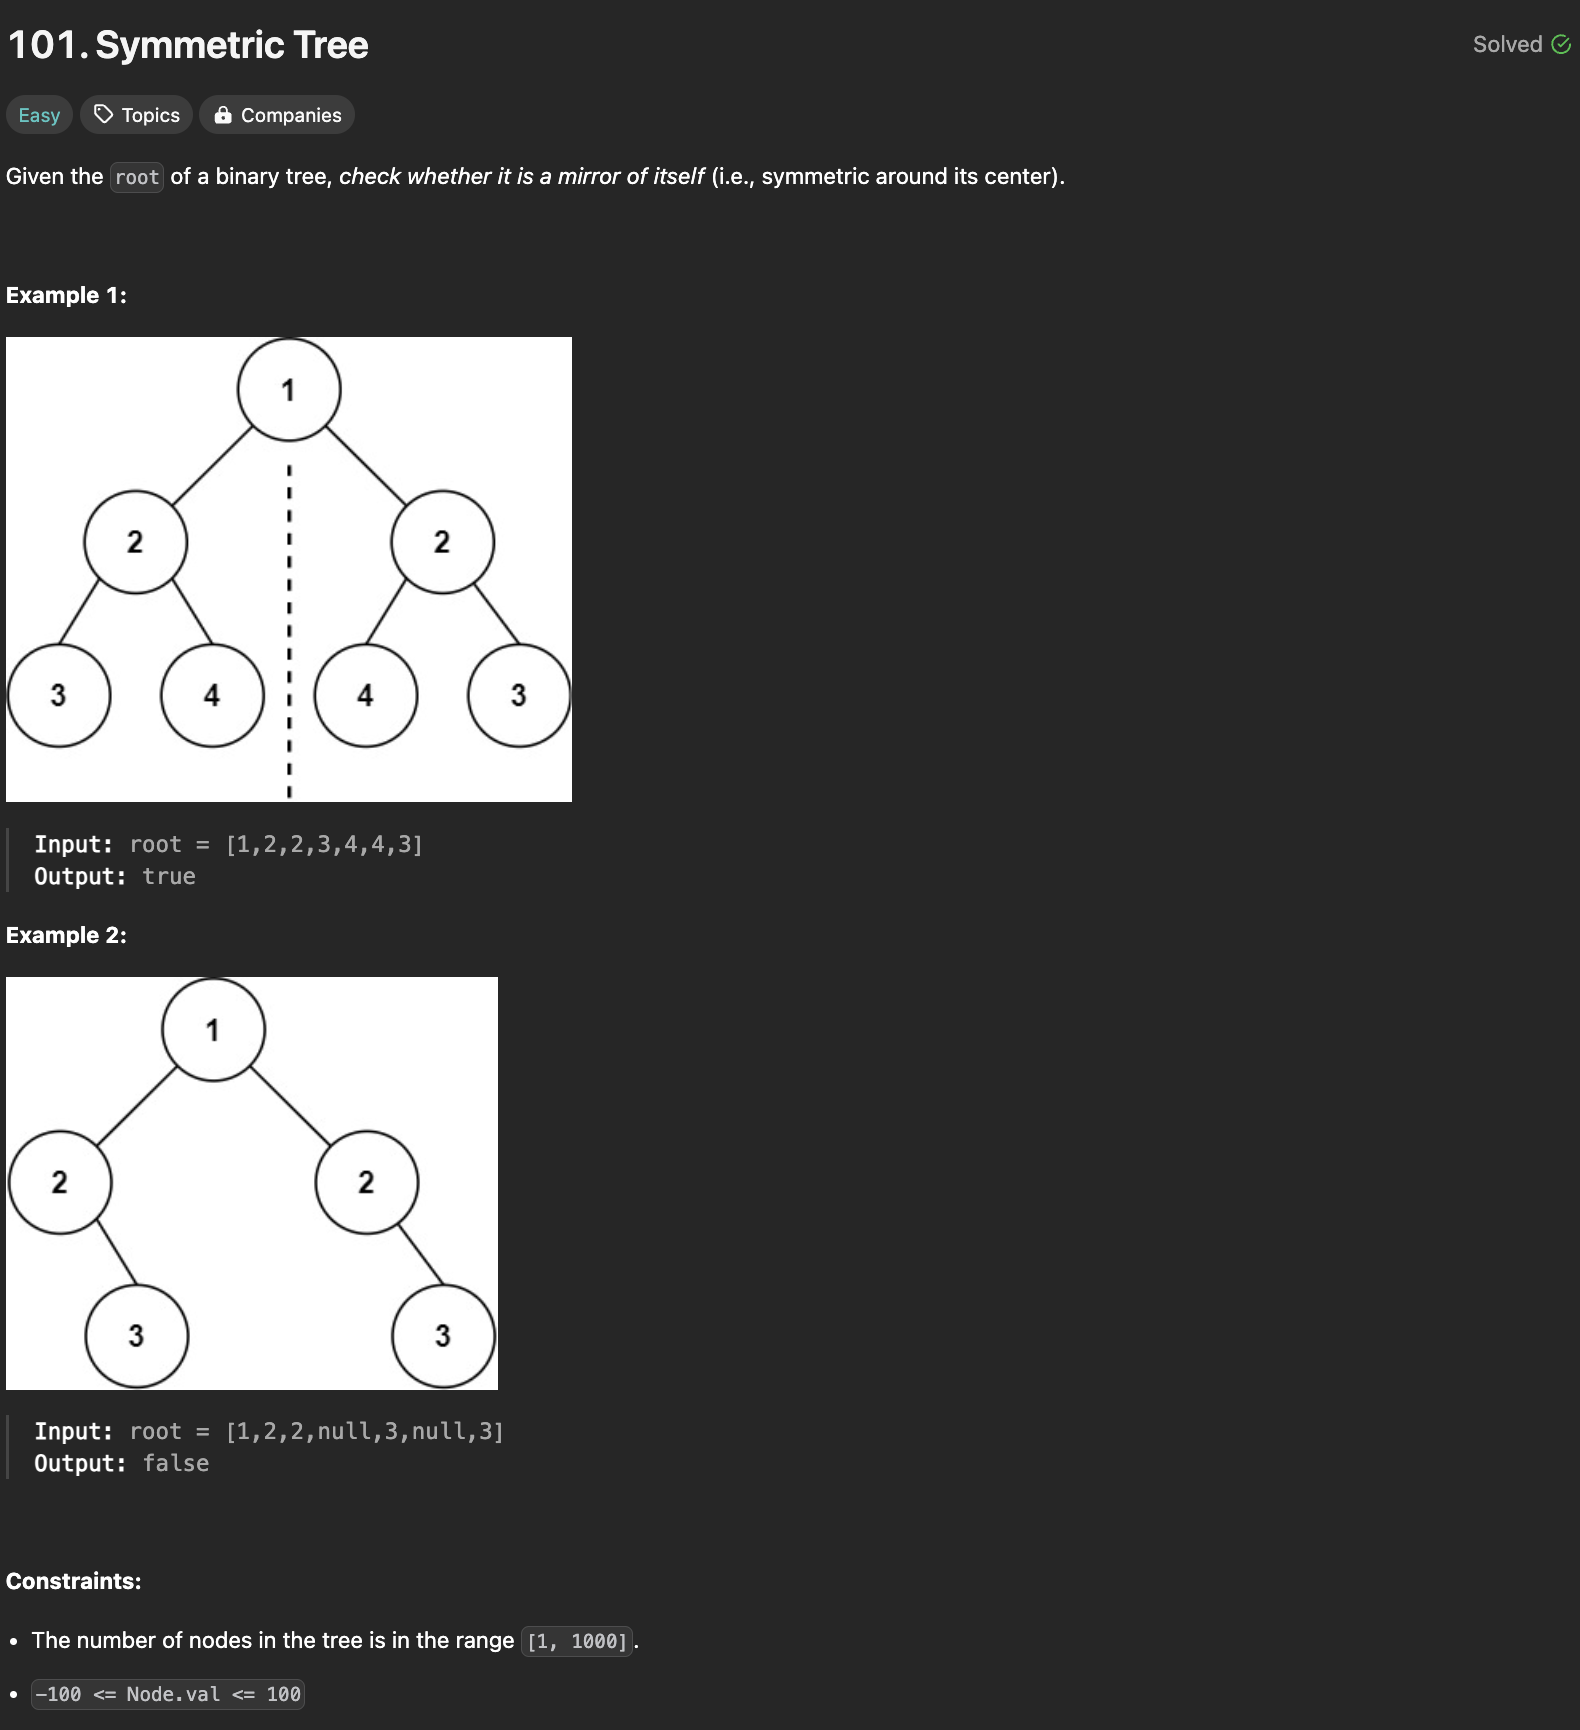 101. Symmetric Tree
Solved
Easy
Topics
Companies
Given the root of a binary tree, check whether it is a mirror of itself (i.e., symmetric around its center).
Example 1:
1
2 2
3 4 4 3
Input: root = [1,2,2,3,4,4,3]
Output: true
Example 2:
1
2 2
3 3
Input: root = [1,2,2,null,3,null,3]
Output: false
Constraints:
• The number of nodes in the tree is in the range [1, 1000].
• -100 <= Node.val <= 100